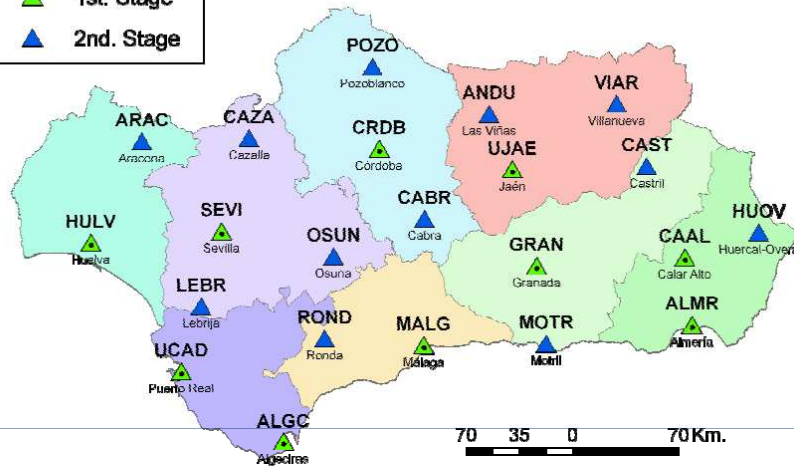 1st. Stage
2nd. Stage
POZO
Pozoblanco
ANDU
Las Viñas
VIAR
Villanueva
ARAC
Aracona
CAZA
Cazalla
CRDB
Córdoba
UJAE
Jaén
CAST
Castril
HULV
Huelva
SEVI
Sevilla
CABR
Cabra
OSUN
Osuna
GRAN
Granada
CAAL
Calar Alto
HUOV
Huercal-Overa
LEBR
Lebrija
ROND
Ronda
MALG
Málaga
MOTR
Motril
ALMR
Almería
UCAD
Puerto Real
ALGC
Algeciras
70 35 0 70 Km.